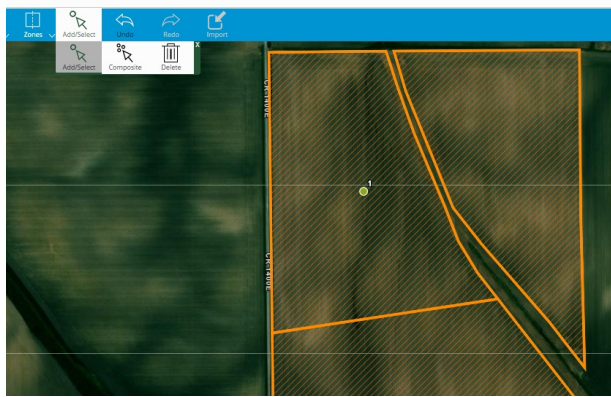 Zones
Add/Select
Undo
Redo
Import
Add/Select
Composite
Delete
X
CR-1400E
1
CR-1400E